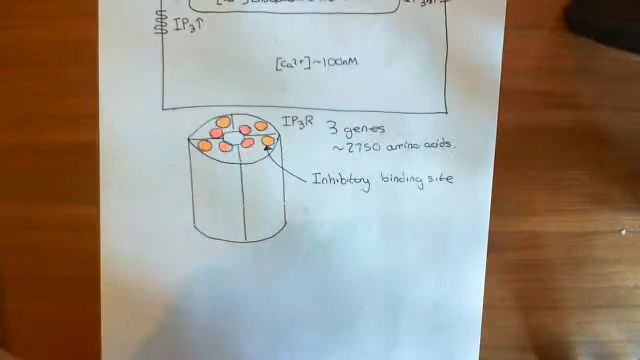 IP₃↑
[Ca²⁺]~100nM
IP₃R
3 genes
~2750 amino acids.
Inhibitory binding site